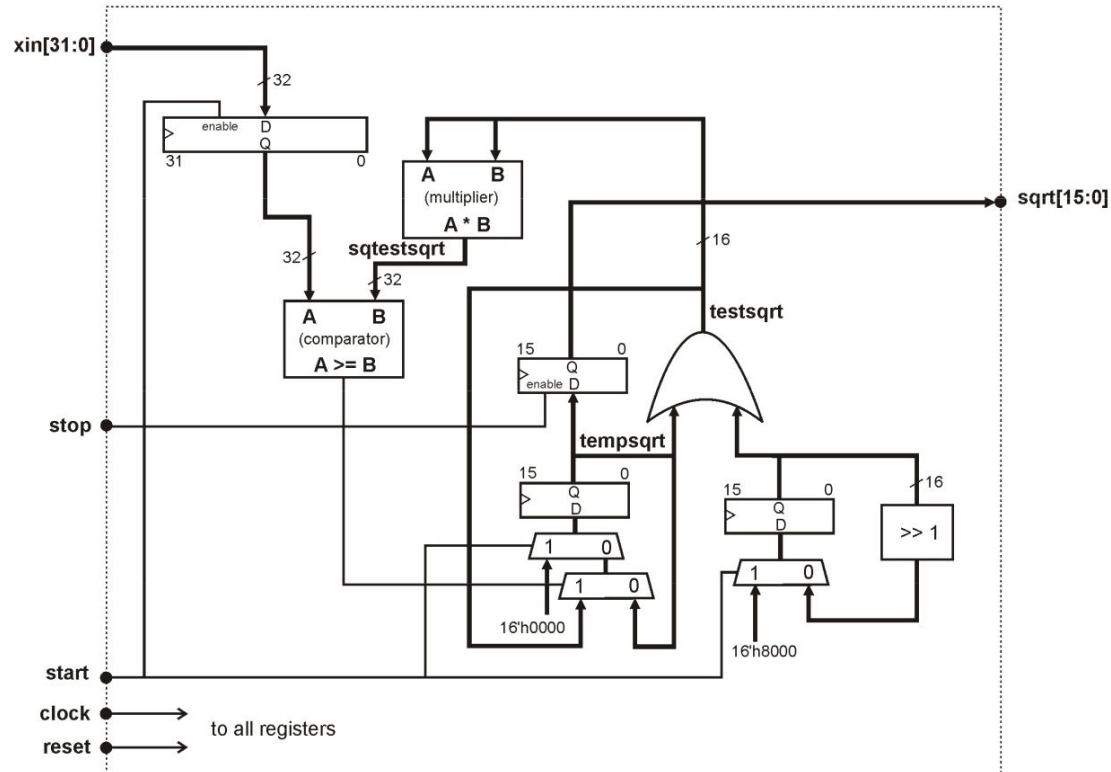 xin[31:0]
32
enable D
Q
31 0
A B
(multiplier)
A * B
sqrt[15:0]
16
sqtestsqrt
32
32
A B
(comparator)
A >= B
testsqrt
15 0
Q
enable D
stop
tempsqrt
15 0
Q
D
15 0
Q
D
16
>> 1
1 0
1 0
1 0
16'h0000
16'h8000
start
clock
to all registers
reset